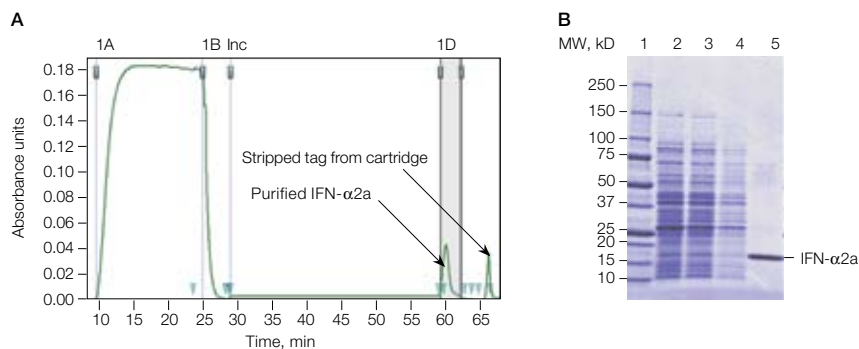 A
1A 1B Inc 1D
0.18
0.16
0.14
0.12
0.10
0.08
0.06
0.04
0.02
0.00
Absorbance units
Stripped tag from cartridge
Purified IFN-α2a
10 15 20 25 30 35 40 45 50 55 60 65
Time, min
B
MW, kD 1 2 3 4 5
250
150
100
75
50
37
25
20
15
10
IFN-α2a